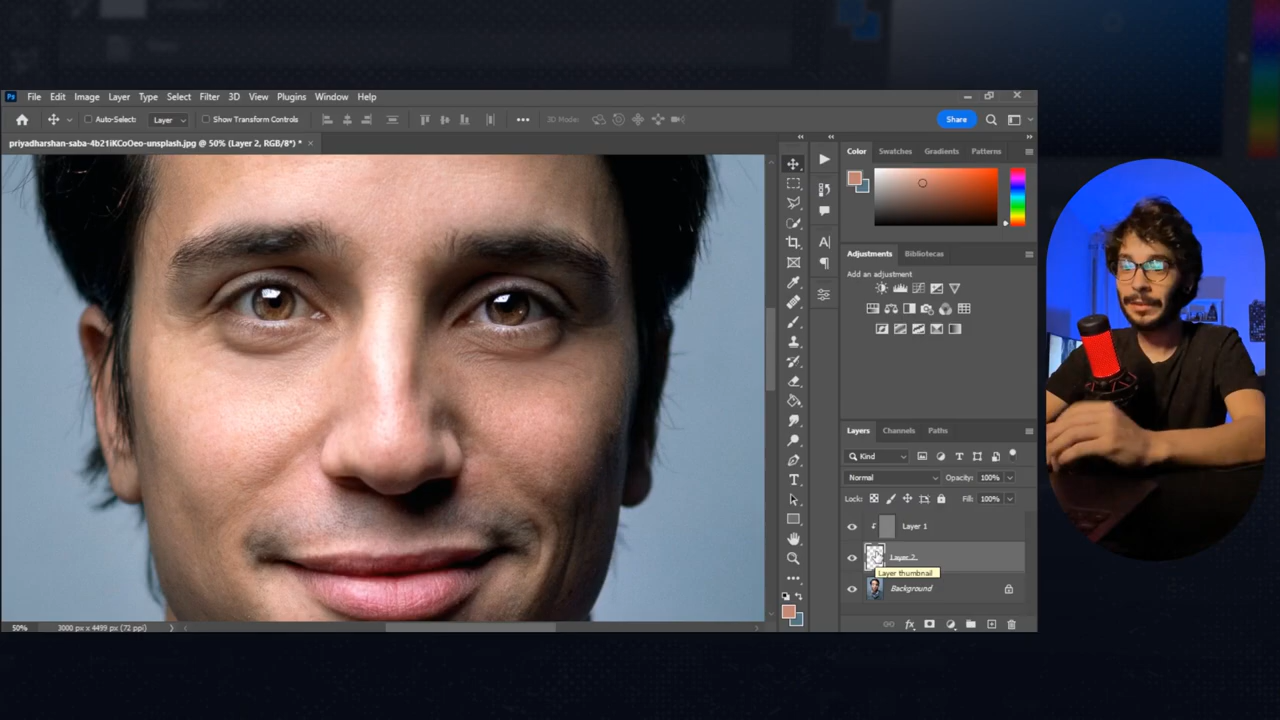 Ps File Edit Image Layer Type Select Filter 3D View Plugins Window Help
Auto-Select: Layer Show Transform Controls 3D Mode: Share
priyadharshan-saba-4b21iKCoOeo-unsplash.jpg @ 50% (Layer 2, RGB/8*) *
Color Swatches Gradients Patterns
Adjustments Bibliotecas
Add an adjustment
Layers Channels Paths
Kind
Normal Opacity: 100%
Lock: Fill: 100%
Layer 1
Layer 2
Layer thumbnail
Background
50% 3000 px x 4499 px (72 ppi)